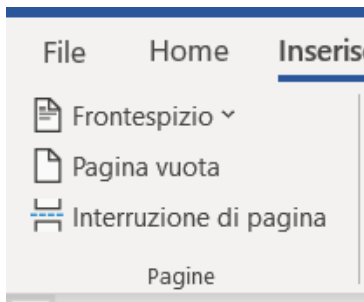 File Home Inseris
Frontespizio
Pagina vuota
Interruzione di pagina
Pagine